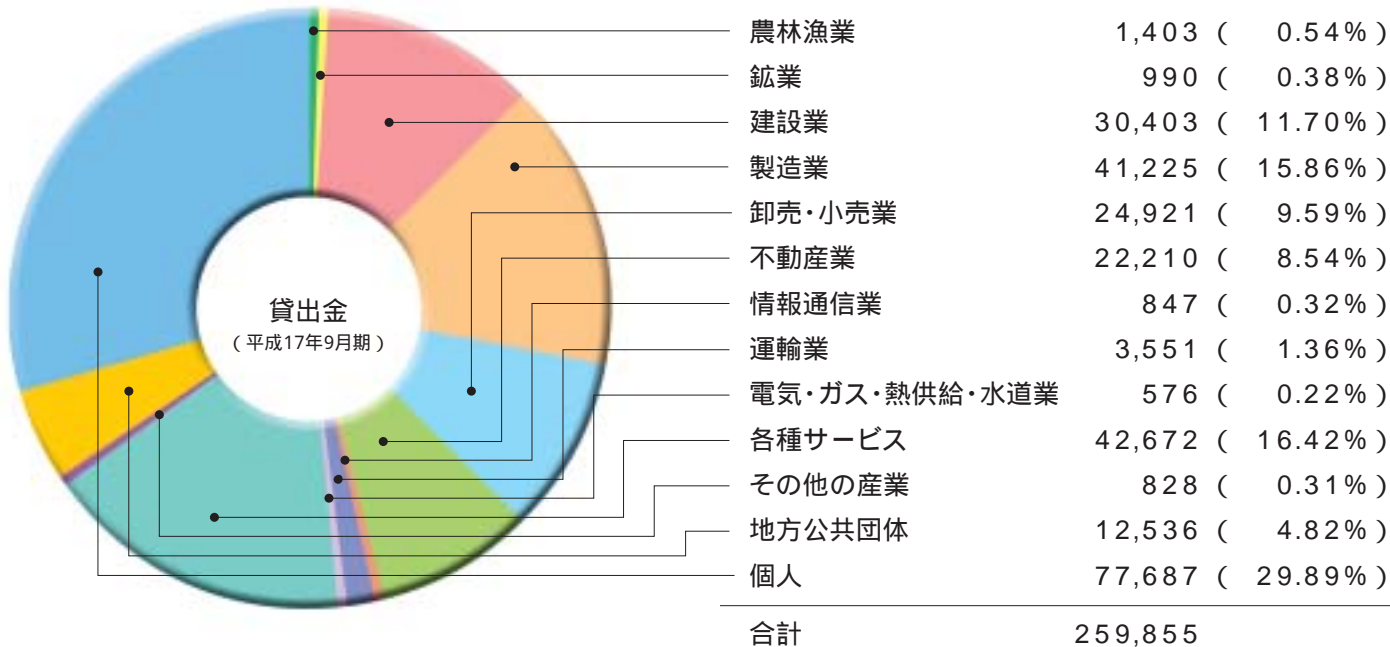 農林漁業 1,403 ( 0.54% )
鉱業 990 ( 0.38% )
建設業 30,403 ( 11.70% )
製造業 41,225 ( 15.86% )
卸売・小売業 24,921 ( 9.59% )
不動産業 22,210 ( 8.54% )
情報通信業 847 ( 0.32% )
運輸業 3,551 ( 1.36% )
電気・ガス・熱供給・水道業 576 ( 0.22% )
各種サービス 42,672 ( 16.42% )
その他の産業 828 ( 0.31% )
地方公共団体 12,536 ( 4.82% )
個人 77,687 ( 29.89% )
合計 259,855
貸出金
( 平成17年9月期 )